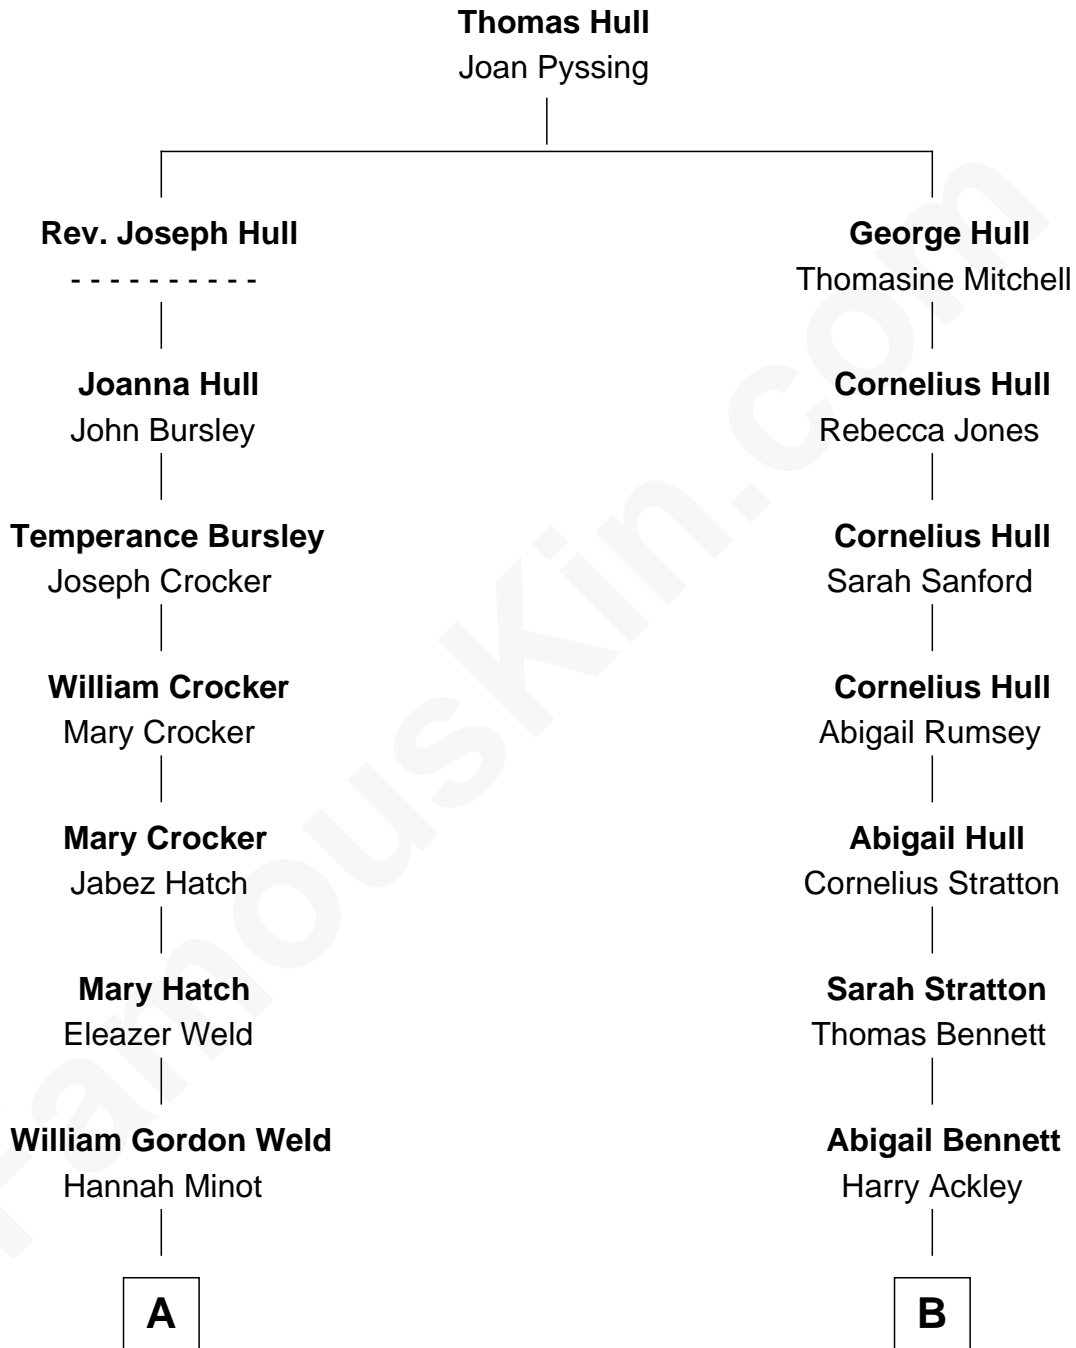 Thomas Hull
Joan Pyssing
Rev. Joseph Hull
- - - - - - - - - -
George Hull
Thomasine Mitchell
Joanna Hull
John Bursley
Cornelius Hull
Rebecca Jones
Temperance Bursley
Joseph Crocker
Cornelius Hull
Sarah Sanford
William Crocker
Mary Crocker
Cornelius Hull
Abigail Rumsey
Mary Crocker
Jabez Hatch
Abigail Hull
Cornelius Stratton
Mary Hatch
Eleazer Weld
Sarah Stratton
Thomas Bennett
William Gordon Weld
Hannah Minot
Abigail Bennett
Harry Ackley
A
B
FamousKin.com